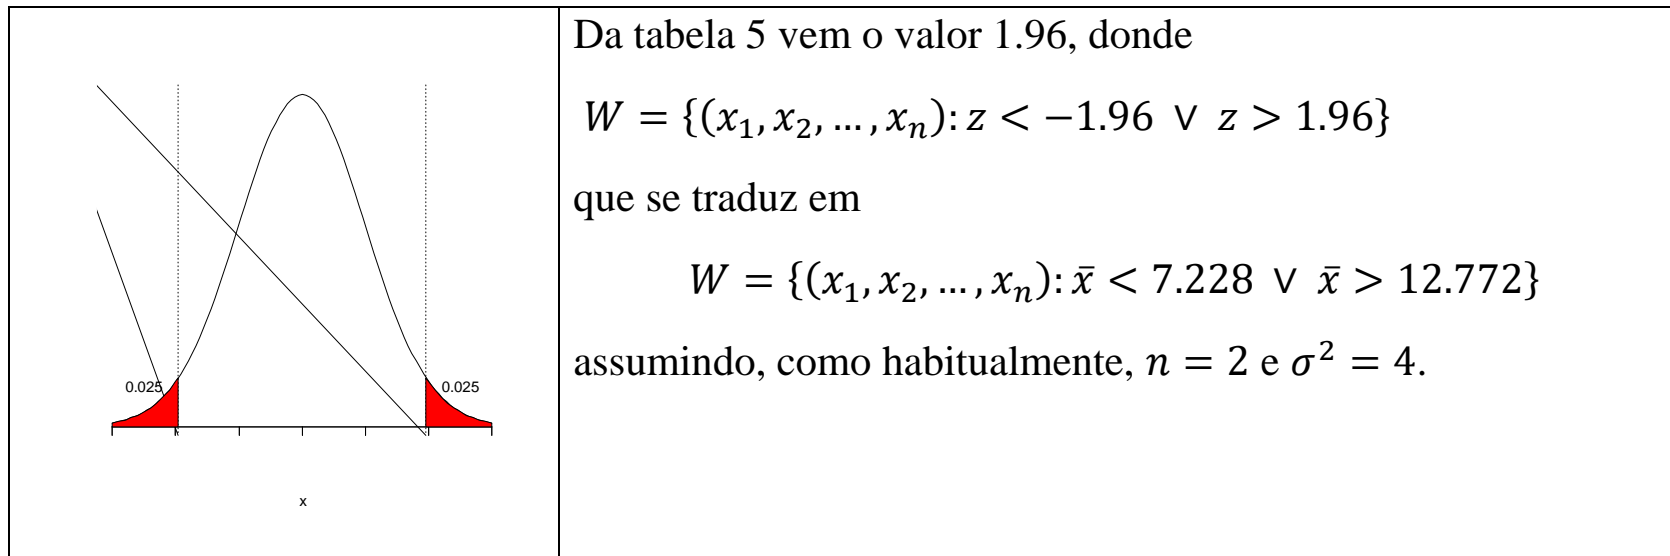 0.025
0.025
x
Da tabela 5 vem o valor 1.96, donde
𝑊 = {(𝑥₁, 𝑥₂, … , 𝑥ₙ): 𝑧 < −1.96 ∨ 𝑧 > 1.96}
que se traduz em
𝑊 = {(𝑥₁, 𝑥₂, … , 𝑥ₙ): 𝑥̅ < 7.228 ∨ 𝑥̅ > 12.772}
assumindo, como habitualmente, 𝑛 = 2 e 𝜎² = 4.